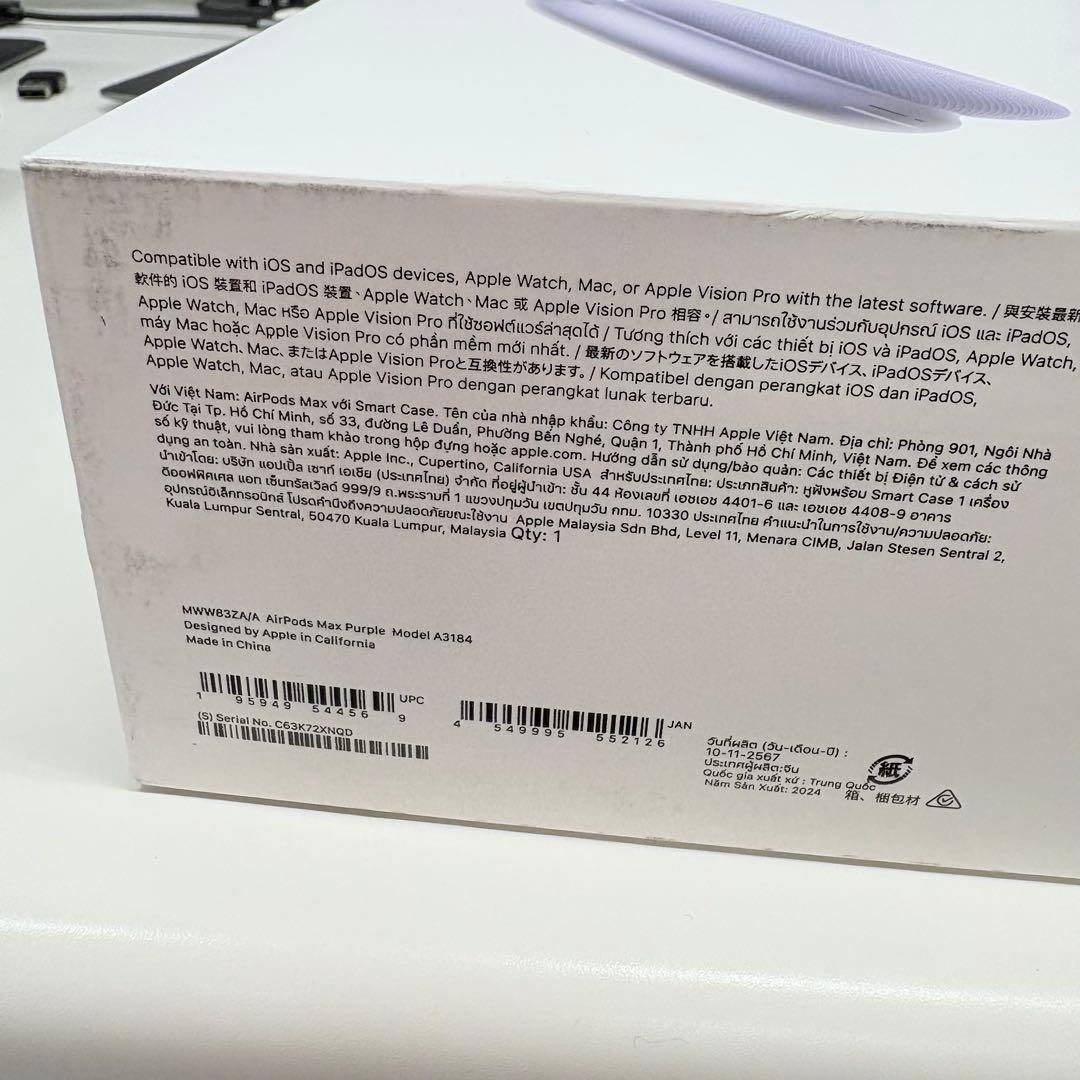 Compatible with iOS and iPadOS devices, Apple Watch, Mac, or Apple Vision Pro with the latest software. / 與安裝最新
軟件的 iOS 裝置和 iPadOS 裝置、Apple Watch、Mac 或 Apple Vision Pro 相容。/ สามารถใช้งานร่วมกับอุปกรณ์ iOS และ iPadOS,
Apple Watch, Mac หรือ Apple Vision Pro ที่ใช้ซอฟต์แวร์ล่าสุดได้ / Tương thích với các thiết bị iOS và iPadOS, Apple Watch,
máy Mac hoặc Apple Vision Pro có phần mềm mới nhất. / 最新のソフトウェアを搭載したiOSデバイス、iPadOSデバイス、
Apple Watch、Mac、またはApple Vision Proと互換性があります。/ Kompatibel dengan perangkat iOS dan iPadOS,
Apple Watch, Mac, atau Apple Vision Pro dengan perangkat lunak terbaru.
Với Việt Nam: AirPods Max với Smart Case. Tên của nhà nhập khẩu: Công ty TNHH Apple Việt Nam. Địa chỉ: Phòng 901, Ngôi Nhà
Đức Tại Tp. Hồ Chí Minh, số 33, đường Lê Duẩn, Phường Bến Nghé, Quận 1, Thành phố Hồ Chí Minh, Việt Nam. Để xem các thông
số kỹ thuật, vui lòng tham khảo trong hộp đựng hoặc apple.com. Hướng dẫn sử dụng/bảo quản: Các thiết bị Điện tử & cách sử
dụng an toàn. Nhà sản xuất: Apple Inc., Cupertino, California USA สำหรับประเทศไทย: ประเภทสินค้า: หูฟังพร้อม Smart Case 1 เครื่อง
นำเข้าโดย: บริษัท แอปเปิ้ล เซาท์ เอเชีย (ประเทศไทย) จำกัด ที่อยู่ผู้นำเข้า: ชั้น 44 ห้องเลขที่ เอชเอช 4401-6 และ เอชเอช 4408-9 อาคาร
ดิออฟฟิศเศส แอท เซ็นทรัลเวิลด์ 999/9 ถ.พระรามที่ 1 แขวงปทุมวัน เขตปทุมวัน กทม. 10330 ประเทศไทย คำแนะนำในการใช้งาน/ความปลอดภัย:
อุปกรณ์อิเล็กทรอนิกส์ โปรดคำนึงถึงความปลอดภัยขณะใช้งาน Apple Malaysia Sdn Bhd, Level 11, Menara CIMB, Jalan Stesen Sentral 2,
Kuala Lumpur Sentral, 50470 Kuala Lumpur, Malaysia Qty: 1
MWW83ZA/A AirPods Max Purple Model A3184
Designed by Apple in California
Made in China
UPC
1 95949 54456 9
JAN
4 549995 552126
(S) Serial No. C63K72XNQD
วันที่ผลิต (วัน-เดือน-ปี) :
10-11-2567
ประเทศผู้ผลิต:จีน
Quốc gia xuất xứ : Trung Quốc
Năm Sản Xuất: 2024
紙
箱、梱包材